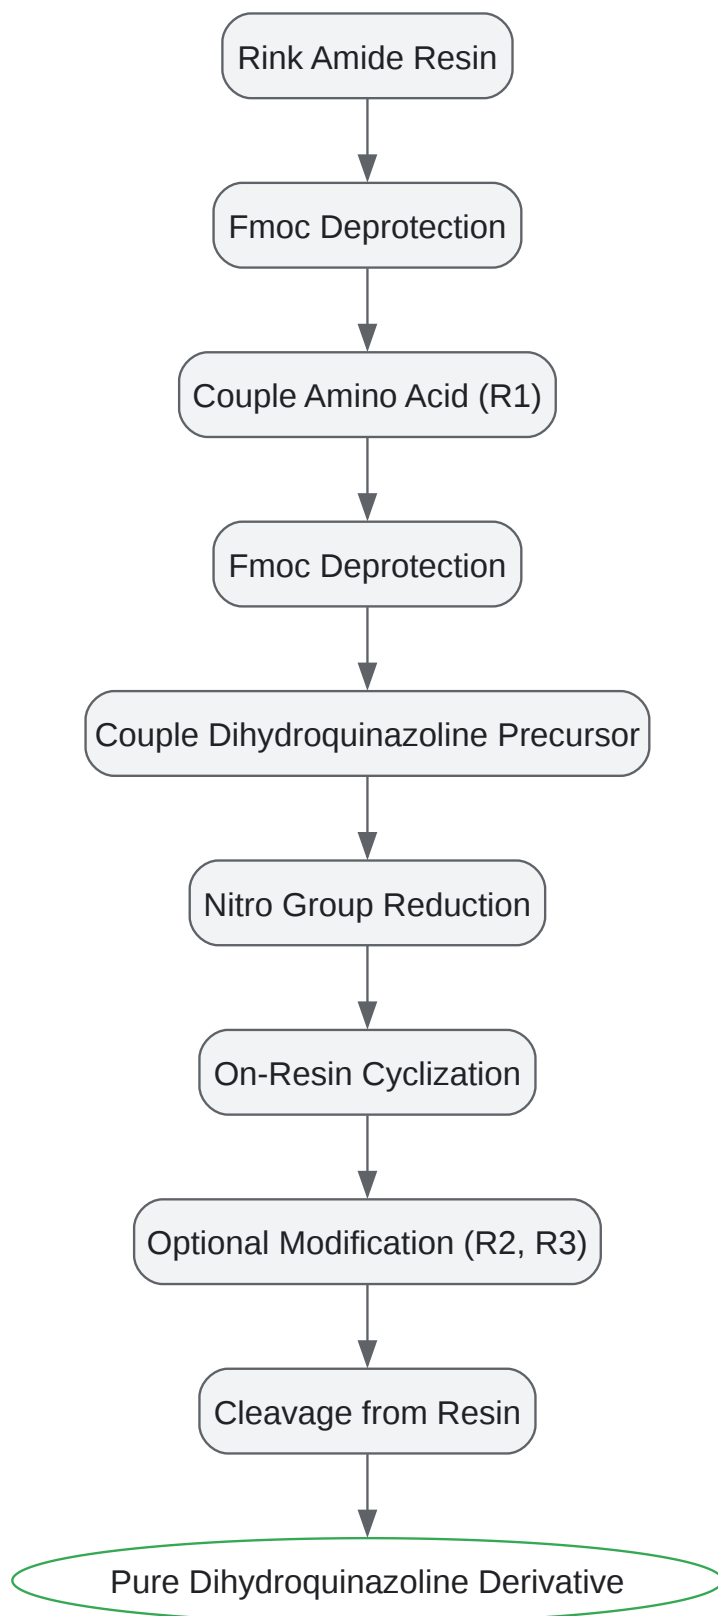 Rink Amide Resin
Fmoc Deprotection
Couple Amino Acid (R1)
Fmoc Deprotection
Couple Dihydroquinazoline Precursor
Nitro Group Reduction
On-Resin Cyclization
Optional Modification (R2, R3)
Cleavage from Resin
Pure Dihydroquinazoline Derivative